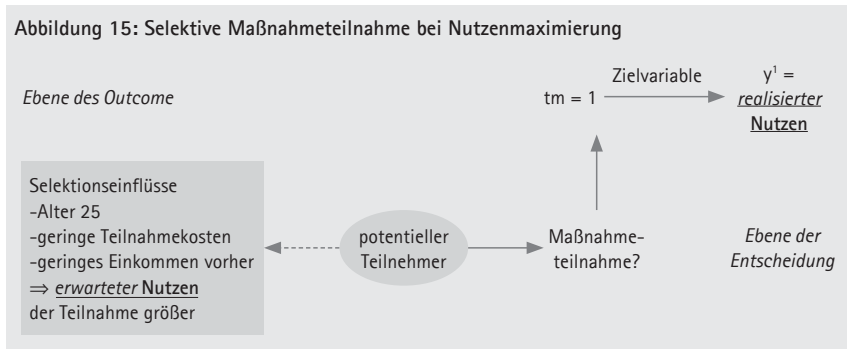 Abbildung 15: Selektive Maßnahmeteilnahme bei Nutzenmaximierung
Ebene des Outcome
tm = 1
Zielvariable
y¹ =
realisierter
Nutzen
Selektionseinflüsse
-Alter 25
-geringe Teilnahmekosten
-geringes Einkommen vorher
⇒ erwarteter Nutzen
der Teilnahme größer
potentieller
Teilnehmer
Maßnahme-
teilnahme?
Ebene der
Entscheidung